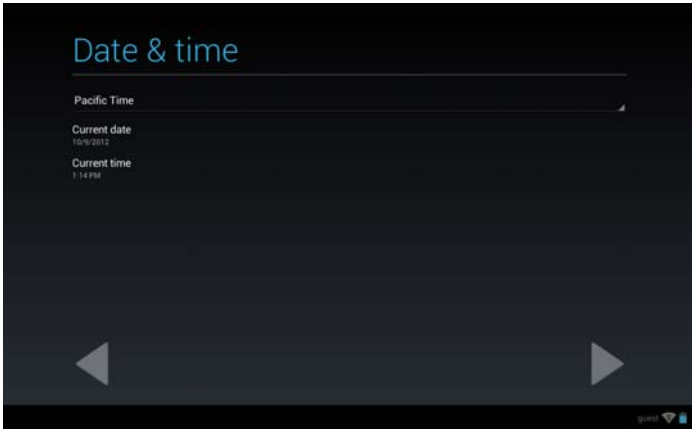 Date & time
Pacific Time
Current date
10/9/2012
Current time
1:14 PM
guest